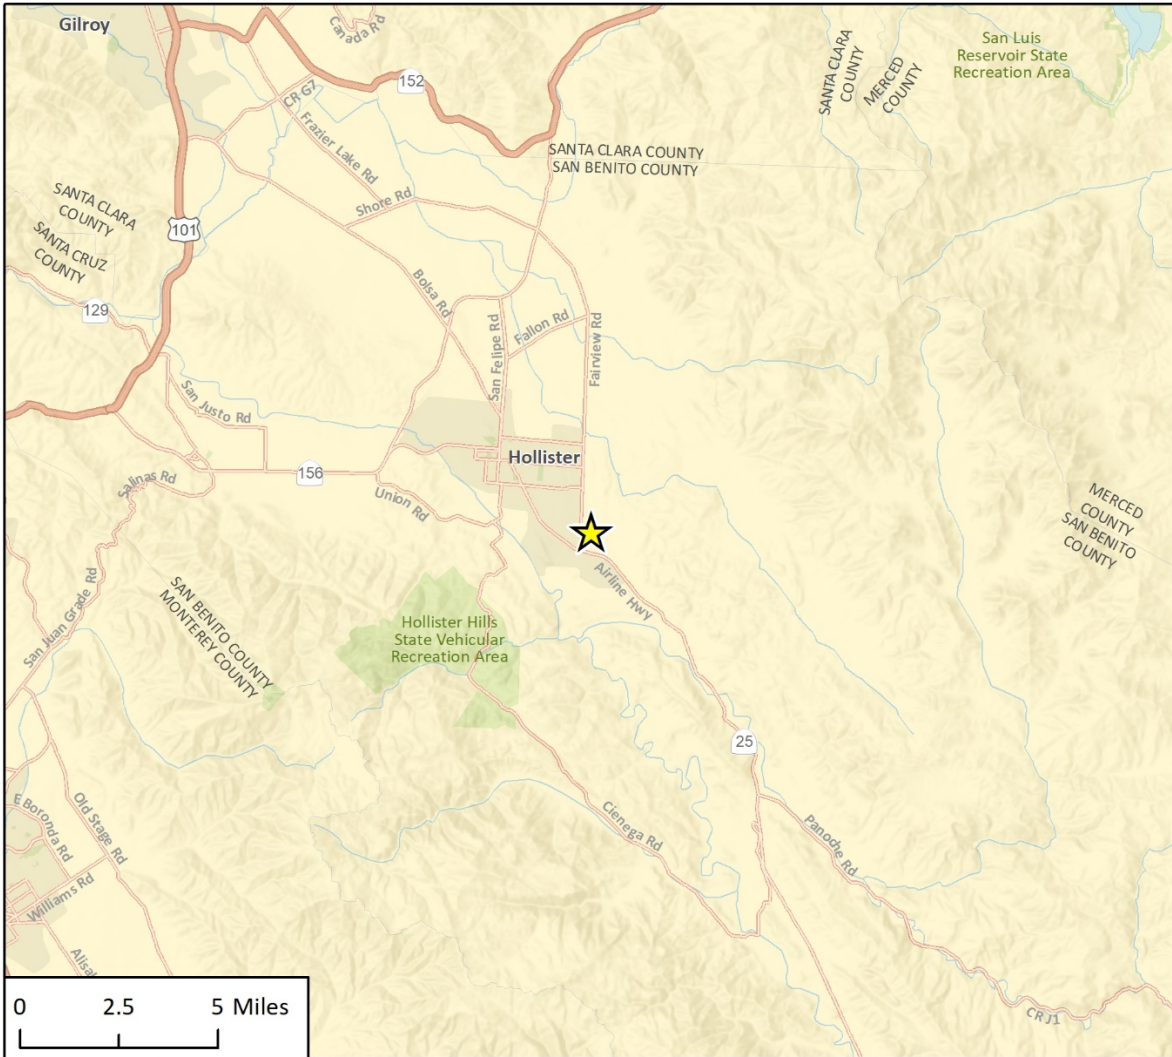 Gilroy
Canada Rd
152
CR G7
Frazier Lake Rd
Shore Rd
SANTA CLARA
COUNTY
MERCED
COUNTY
San Luis
Reservoir State
Recreation Area
SANTA CLARA COUNTY
SAN BENITO COUNTY
SANTA CLARA
COUNTY
SANTA CRUZ
COUNTY
101
129
Bolsa Rd
San Felipe Rd
Fallon Rd
Fairview Rd
San Justo Rd
Hollister
156
Salinas Rd
Union Rd
MERCED
COUNTY
SAN BENITO
COUNTY
San Juan Grade Rd
SAN BENITO COUNTY
MONTEREY COUNTY
Hollister Hills
State Vehicular
Recreation Area
Airline Hwy
25
E Boronda Rd
Old Stage Rd
Williams Rd
Alisal
Cienega Rd
Panoche Rd
CR J1
0 2.5 5 Miles